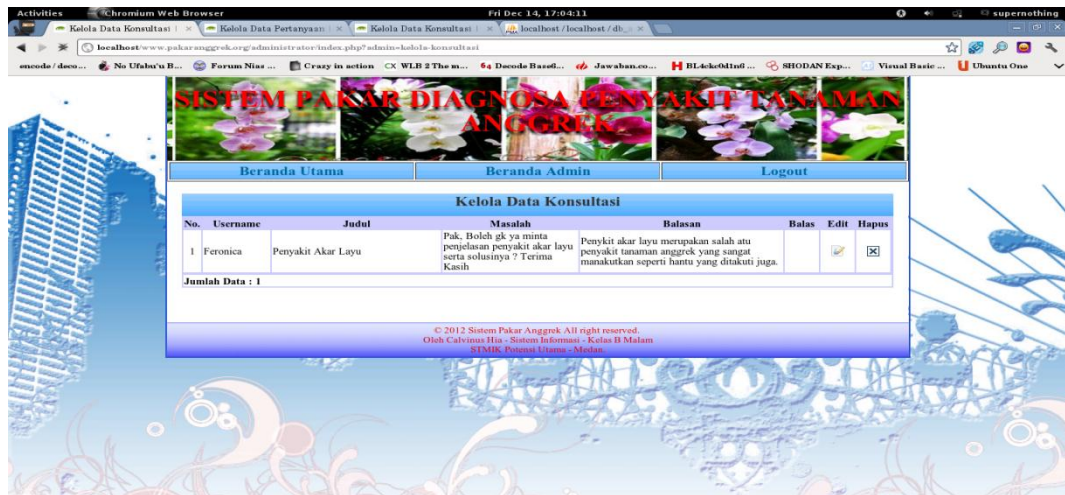 Activities Chromium Web Browser Fri Dec 14, 17:04:11 supernothing
Kelola Data Konsultasi Kelola Data Pertanyaan Kelola Data Konsultasi localhost / localhost / db_
localhost/www.pakaranggrek.org/administrator/index.php?admin=kelola-konsultasi
encode / deco... No Ufabu'u B... Forum Nias ... Crazy in action WLB 2 The m... Decode Base6... Jawaban.co... BL4ckc0d1n6 ... SHODAN Exp... Visual Basic ... Ubuntu One
SISTEM PAKAR DIAGNOSA PENYAKIT TANAMAN
ANGGREK
Beranda Utama Beranda Admin Logout
Kelola Data Konsultasi
No. Username Judul Masalah Balasan Balas Edit Hapus
1 Feronica Penyakit Akar Layu
Pak, Boleh gk ya minta
penjelasan penyakit akar layu
serta solusinya ? Terima
Kasih
Penykit akar layu merupakan salah atu
penyakit tanaman anggrek yang sangat
manakutkan seperti hantu yang ditakuti juga.
Jumlah Data : 1
© 2012 Sistem Pakar Anggrek All right reserved.
Oleh Calvinus Hia - Sistem Informasi - Kelas B Malam
STMIK Potensi Utama - Medan.